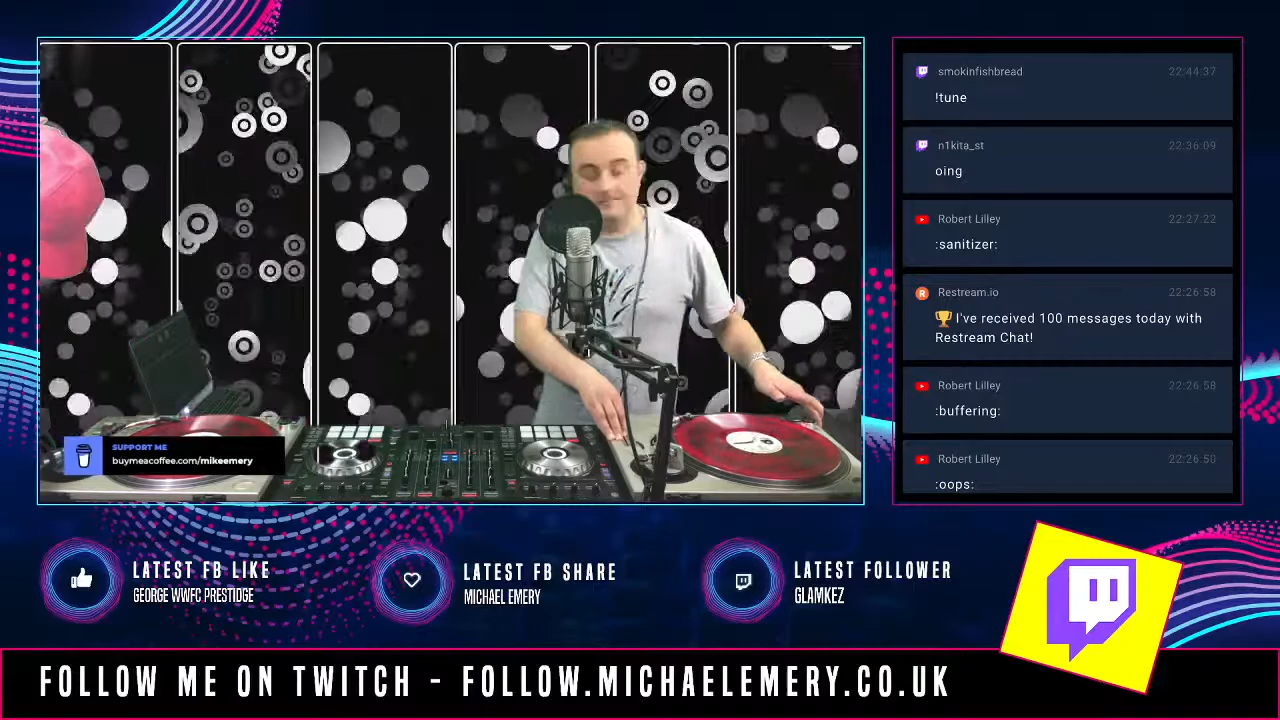 smokinfishbread 22:44:37
!tune
n1kita_st 22:36:09
oing
Robert Lilley 22:27:22
:sanitizer:
Restream.io 22:26:58
🏆 I've received 100 messages today with
Restream Chat!
Robert Lilley 22:26:58
:buffering:
Robert Lilley 22:26:50
:oops:
SUPPORT ME
buymeacoffee.com/mikeemery
LATEST FB LIKE
GEORGE WWFC PRESTIDGE
LATEST FB SHARE
MICHAEL EMERY
LATEST FOLLOWER
GLAMKEZ
FOLLOW ME ON TWITCH - FOLLOW.MICHAELEMERY.CO.UK